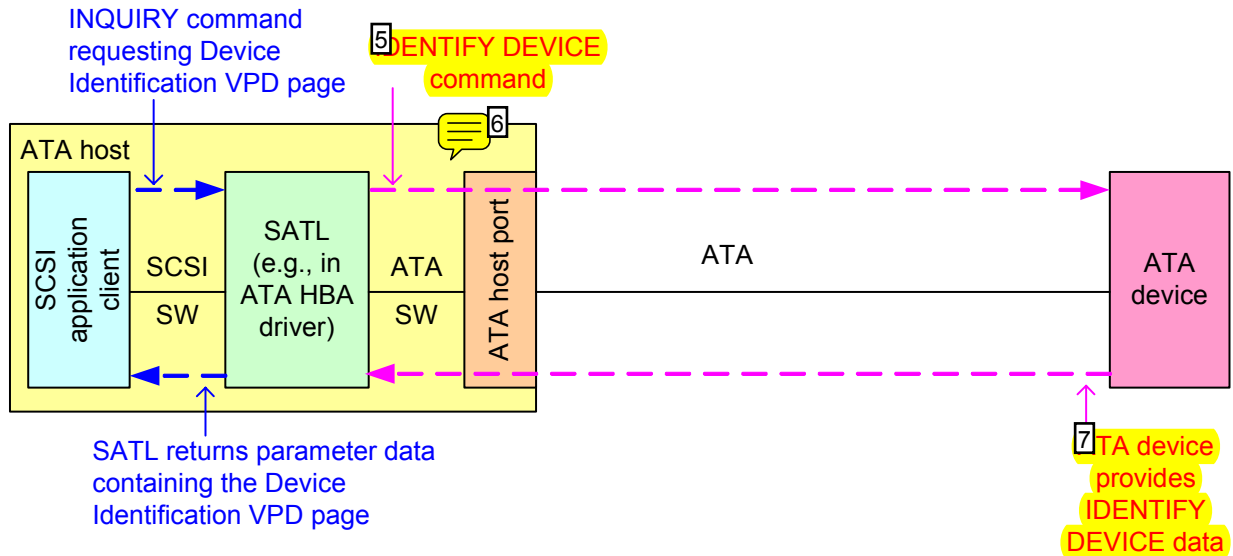 INQUIRY command
requesting Device
Identification VPD page
5
IDENTIFY DEVICE
command
6
ATA host
SCSI
application
client
SCSI
SW
SATL
(e.g., in
ATA HBA
driver)
ATA
SW
ATA host port
ATA
ATA
device
SATL returns parameter data
containing the Device
Identification VPD page
7
ATA device
provides
IDENTIFY
DEVICE data